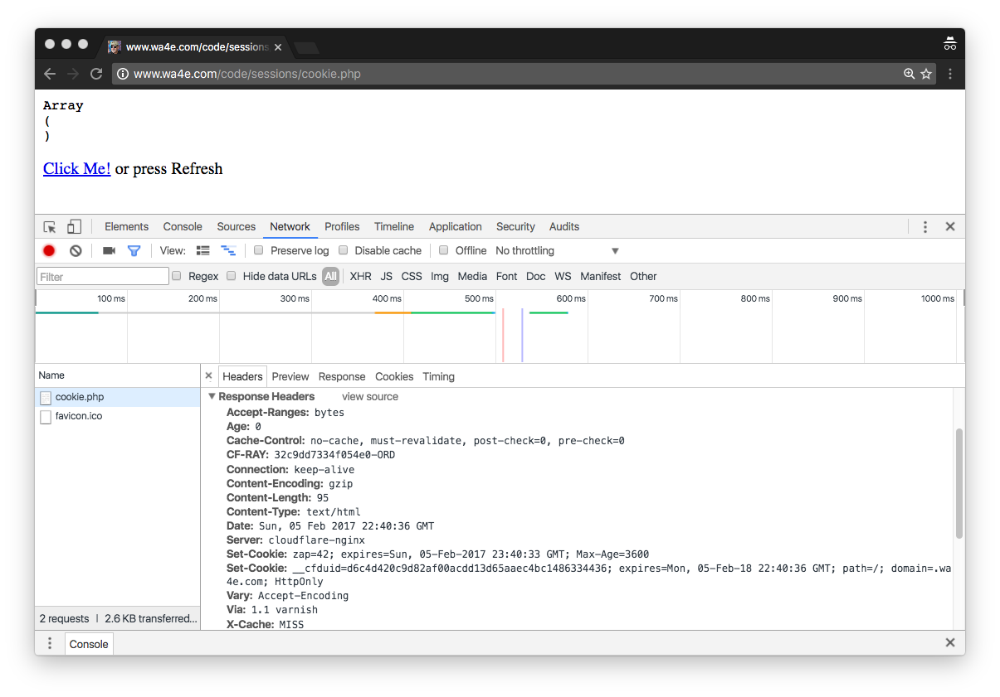 www.wa4e.com/code/sessions
www.wa4e.com/code/sessions/cookie.php
Array
(
)
Click Me! or press Refresh
Elements Console Sources Network Profiles Timeline Application Security Audits
View: Preserve log Disable cache Offline No throttling
Filter Regex Hide data URLs All XHR JS CSS Img Media Font Doc WS Manifest Other
100 ms 200 ms 300 ms 400 ms 500 ms 600 ms 700 ms 800 ms 900 ms 1000 ms
Name
cookie.php
favicon.ico
2 requests | 2.6 KB transferred...
Headers Preview Response Cookies Timing
Response Headers view source
Accept-Ranges: bytes
Age: 0
Cache-Control: no-cache, must-revalidate, post-check=0, pre-check=0
CF-RAY: 32c9dd7334f054e0-ORD
Connection: keep-alive
Content-Encoding: gzip
Content-Length: 95
Content-Type: text/html
Date: Sun, 05 Feb 2017 22:40:36 GMT
Server: cloudflare-nginx
Set-Cookie: zap=42; expires=Sun, 05-Feb-2017 23:40:33 GMT; Max-Age=3600
Set-Cookie: __cfduid=d6c4d420c9d82af00acdd13d65aaec4bc1486334436; expires=Mon, 05-Feb-18 22:40:36 GMT; path=/; domain=.wa
4e.com; HttpOnly
Vary: Accept-Encoding
Via: 1.1 varnish
X-Cache: MISS
Console